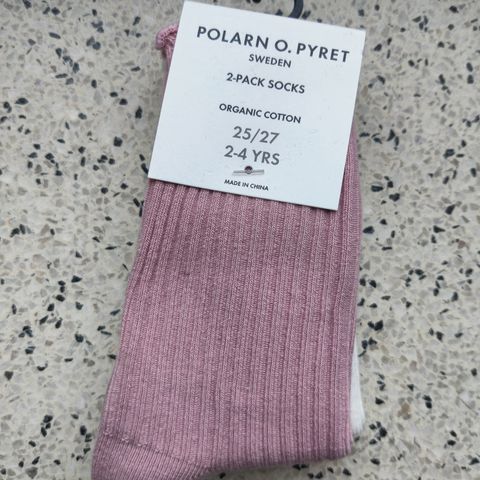 POLARN O. PYRET
SWEDEN
2-PACK SOCKS
ORGANIC COTTON
25/27
2-4 YRS
MADE IN CHINA